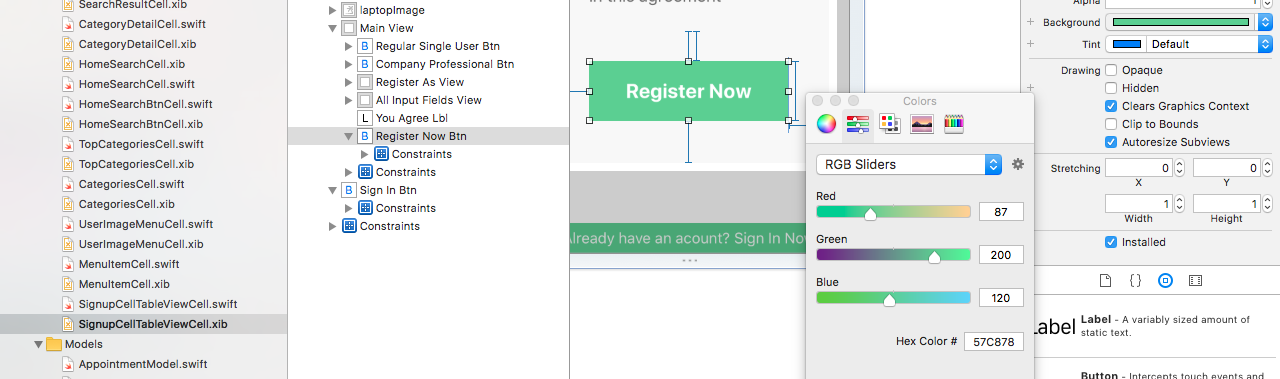 SearchResultCell.xib
CategoryDetailCell.swift
CategoryDetailCell.xib
HomeSearchCell.xib
HomeSearchCell.swift
HomeSearchBtnCell.swift
HomeSearchBtnCell.xib
TopCategoriesCell.swift
TopCategoriesCell.xib
CategoriesCell.swift
CategoriesCell.xib
UserImageMenuCell.swift
UserImageMenuCell.xib
MenuItemCell.swift
MenuItemCell.xib
SignupCellTableViewCell.swift
SignupCellTableViewCell.xib
Models
AppointmentModel.swift
laptopImage
Main View
B Regular Single User Btn
B Company Professional Btn
Register As View
All Input Fields View
L You Agree Lbl
B Register Now Btn
Constraints
Constraints
B Sign In Btn
Constraints
Constraints
in this agreement
Register Now
Already have an acount? Sign In Now
Colors
RGB Sliders
Red
87
Green
200
Blue
120
Hex Color # 57C878
Alpha 1
Background
Tint Default
Drawing Opaque
Hidden
Clears Graphics Context
Clip to Bounds
Autoresize Subviews
Stretching 0 0
X Y
1 1
Width Height
Installed
{ }
Label Label - A variably sized amount of
static text.
Button - Intercepts touch events and